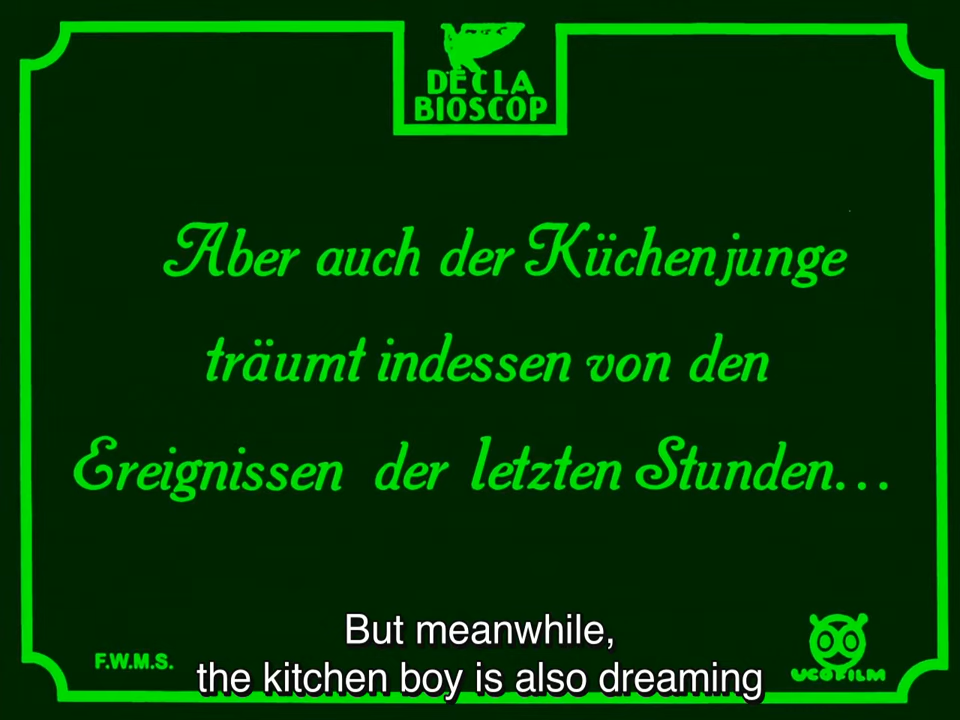 DECLA
BIOSCOP
Aber auch der Küchenjunge
träumt indessen von den
Ereignissen der letzten Stunden...
F.W.M.S.
UCOFILM
But meanwhile,
the kitchen boy is also dreaming